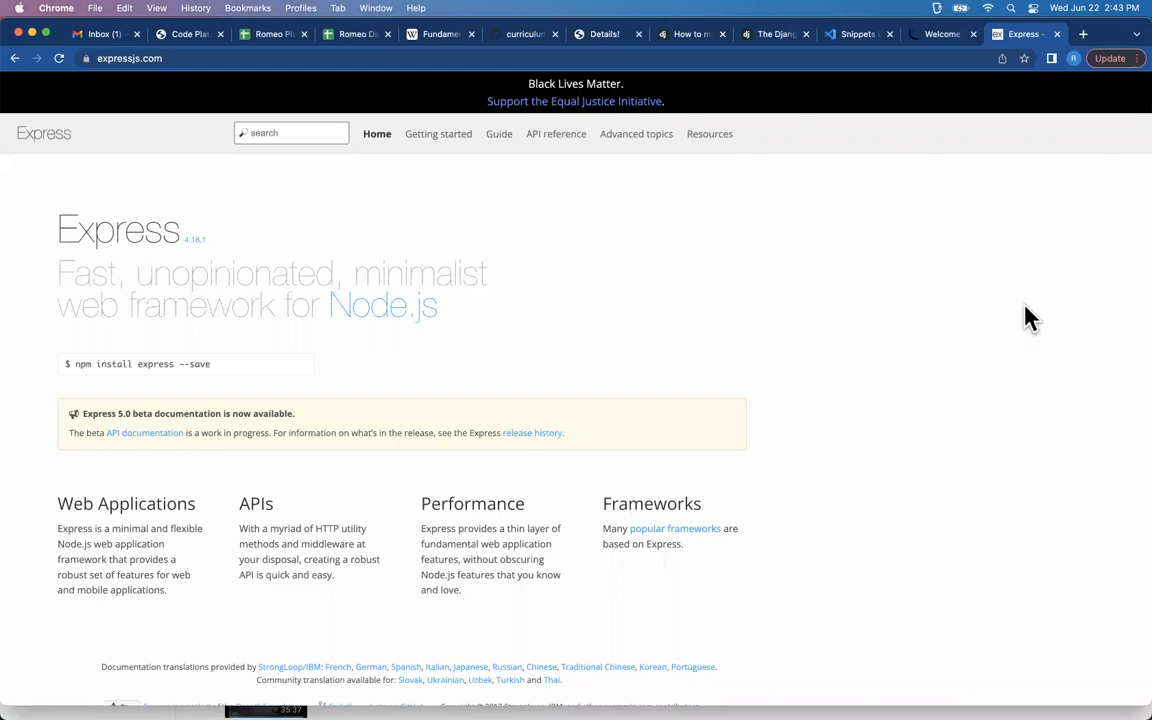 Chrome File Edit View History Bookmarks Profiles Tab Window Help Wed Jun 22 2:43 PM
Inbox (1) Code Plat Romeo Pl Romeo Da Fundame curriculum Details! How to m The Djang Snippets i Welcome Express –
expressjs.com R Update
Black Lives Matter.
Support the Equal Justice Initiative.
Express search Home Getting started Guide API reference Advanced topics Resources
Express 4.18.1
Fast, unopinionated, minimalist
web framework for Node.js
$ npm install express --save
Express 5.0 beta documentation is now available.
The beta API documentation is a work in progress. For information on what's in the release, see the Express release history.
Web Applications
Express is a minimal and flexible
Node.js web application
framework that provides a
robust set of features for web
and mobile applications.
APIs
With a myriad of HTTP utility
methods and middleware at
your disposal, creating a robust
API is quick and easy.
Performance
Express provides a thin layer of
fundamental web application
features, without obscuring
Node.js features that you know
and love.
Frameworks
Many popular frameworks are
based on Express.
Documentation translations provided by StrongLoop/IBM: French, German, Spanish, Italian, Japanese, Russian, Chinese, Traditional Chinese, Korean, Portuguese.
Community translation available for: Slovak, Ukrainian, Uzbek, Turkish and Thai.
35:37